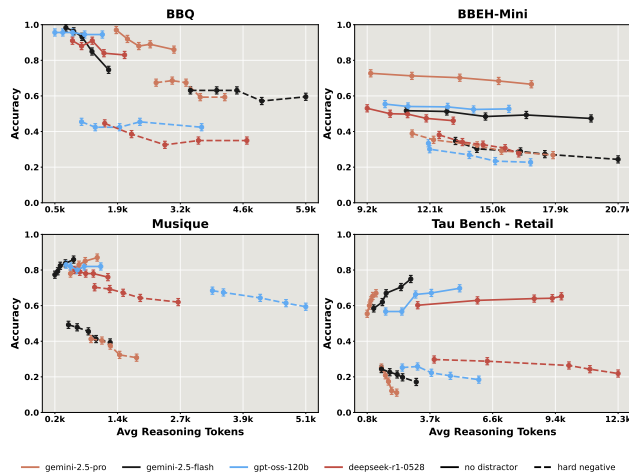 BBQ
BBEH-Mini
Accuracy
1.0
0.8
0.6
0.4
0.2
0.0
0.5k 1.9k 3.2k 4.6k 5.9k
Accuracy
1.0
0.8
0.6
0.4
0.2
0.0
9.2k 12.1k 15.0k 17.9k 20.7k
Musique
Tau Bench - Retail
Accuracy
1.0
0.8
0.6
0.4
0.2
0.0
0.2k 1.4k 2.7k 3.9k 5.1k
Avg Reasoning Tokens
Accuracy
1.0
0.8
0.6
0.4
0.2
0.0
0.8k 3.7k 6.6k 9.4k 12.3k
Avg Reasoning Tokens
gemini-2.5-pro gemini-2.5-flash gpt-oss-120b deepseek-r1-0528 no distractor hard negative